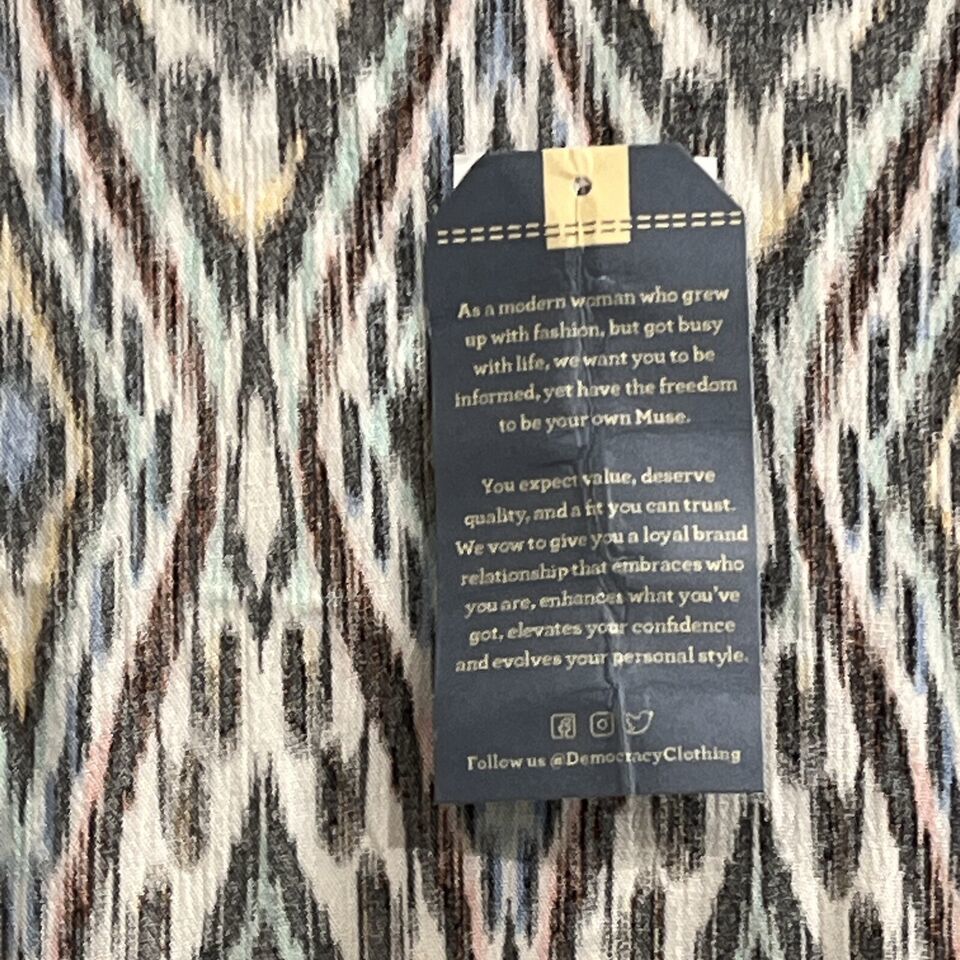 As a modern woman who grew
up with fashion, but got busy
with life, we want you to be
informed, yet have the freedom
to be your own Muse.
You expect value, deserve
quality, and a fit you can trust.
We vow to give you a loyal brand
relationship that embraces who
you are, enhances what you've
got, elevates your confidence
and evolves your personal style.
Follow us @DemocracyClothing